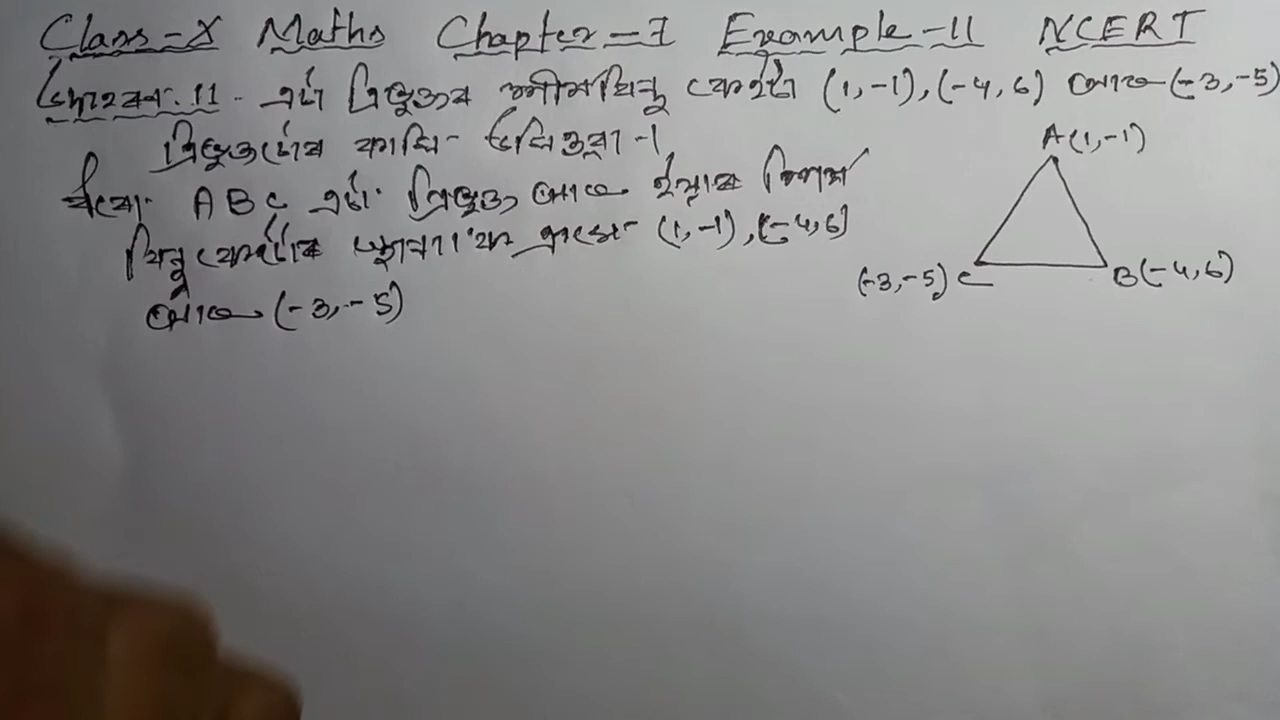 Class-X Maths Chapter-7 Example-11 NCERT
উদাহৰণ.11. এটা ত্ৰিভুজৰ শীৰ্ষবিন্দু কেইটা (1,-1), (-4,6) আৰু (-3,-5)
ত্ৰিভুজটোৰ কালি উলিওৱা।
A(1,-1)
ধৰো ABC এটা ত্ৰিভুজ আৰু ইয়াৰ শীৰ্ষ
বিন্দু কেইটাৰ স্থানাংক ক্ৰমে (1,-1), (-4,6)
(-3,-5) C
B(-4,6)
আৰু (-3,-5)